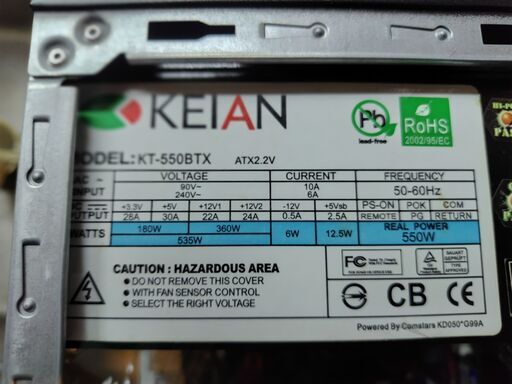 KEIAN
Pb
lead-free
RoHS
2002/95/EC
MODEL: KT-550BTX ATX2.2V
AC ~ INPUT VOLTAGE CURRENT FREQUENCY
90V~ 10A 50-60Hz
240V~ 6A
DC OUTPUT +3.3V +5V +12V1 +12V2 -12V +5Vsb PS-ON POK COM
28A 30A 22A 24A 0.5A 2.5A REMOTE PG RETURN
WATTS 180W 360W 6W 12.5W REAL POWER
535W 550W
CAUTION : HAZARDOUS AREA
● DO NOT REMOVE THIS COVER
● WITH FAN SENSOR CONTROL
● SELECT THE RIGHT VOLTAGE
FC
CB CE
Powered By Comstars KD050*G99A